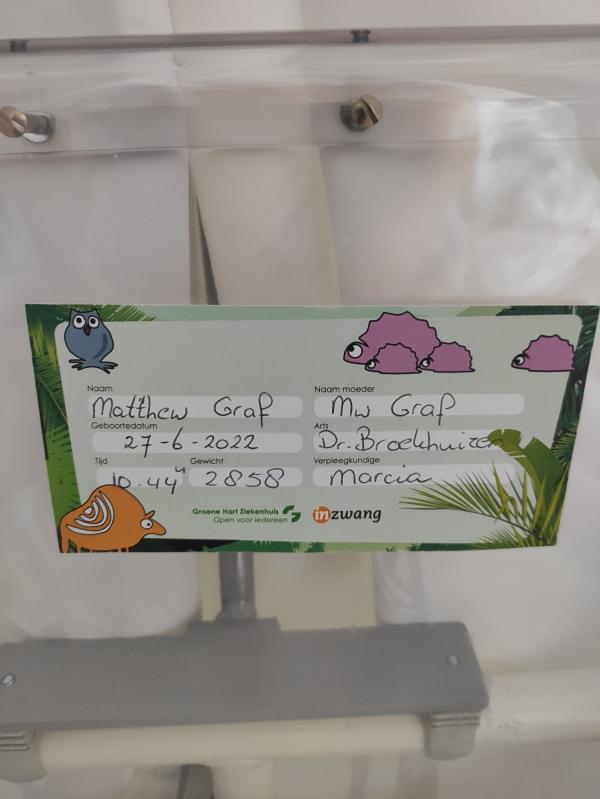 Naam
Matthew Graf
Naam moeder
Mw Graf
Geboortedatum
27-6-2022
Arts
Dr. Broekhuizen
Tijd
10.44 u
Gewicht
2858
Verpleegkundige
Marcia
Groene Hart Ziekenhuis
Open voor iedereen
inzwang